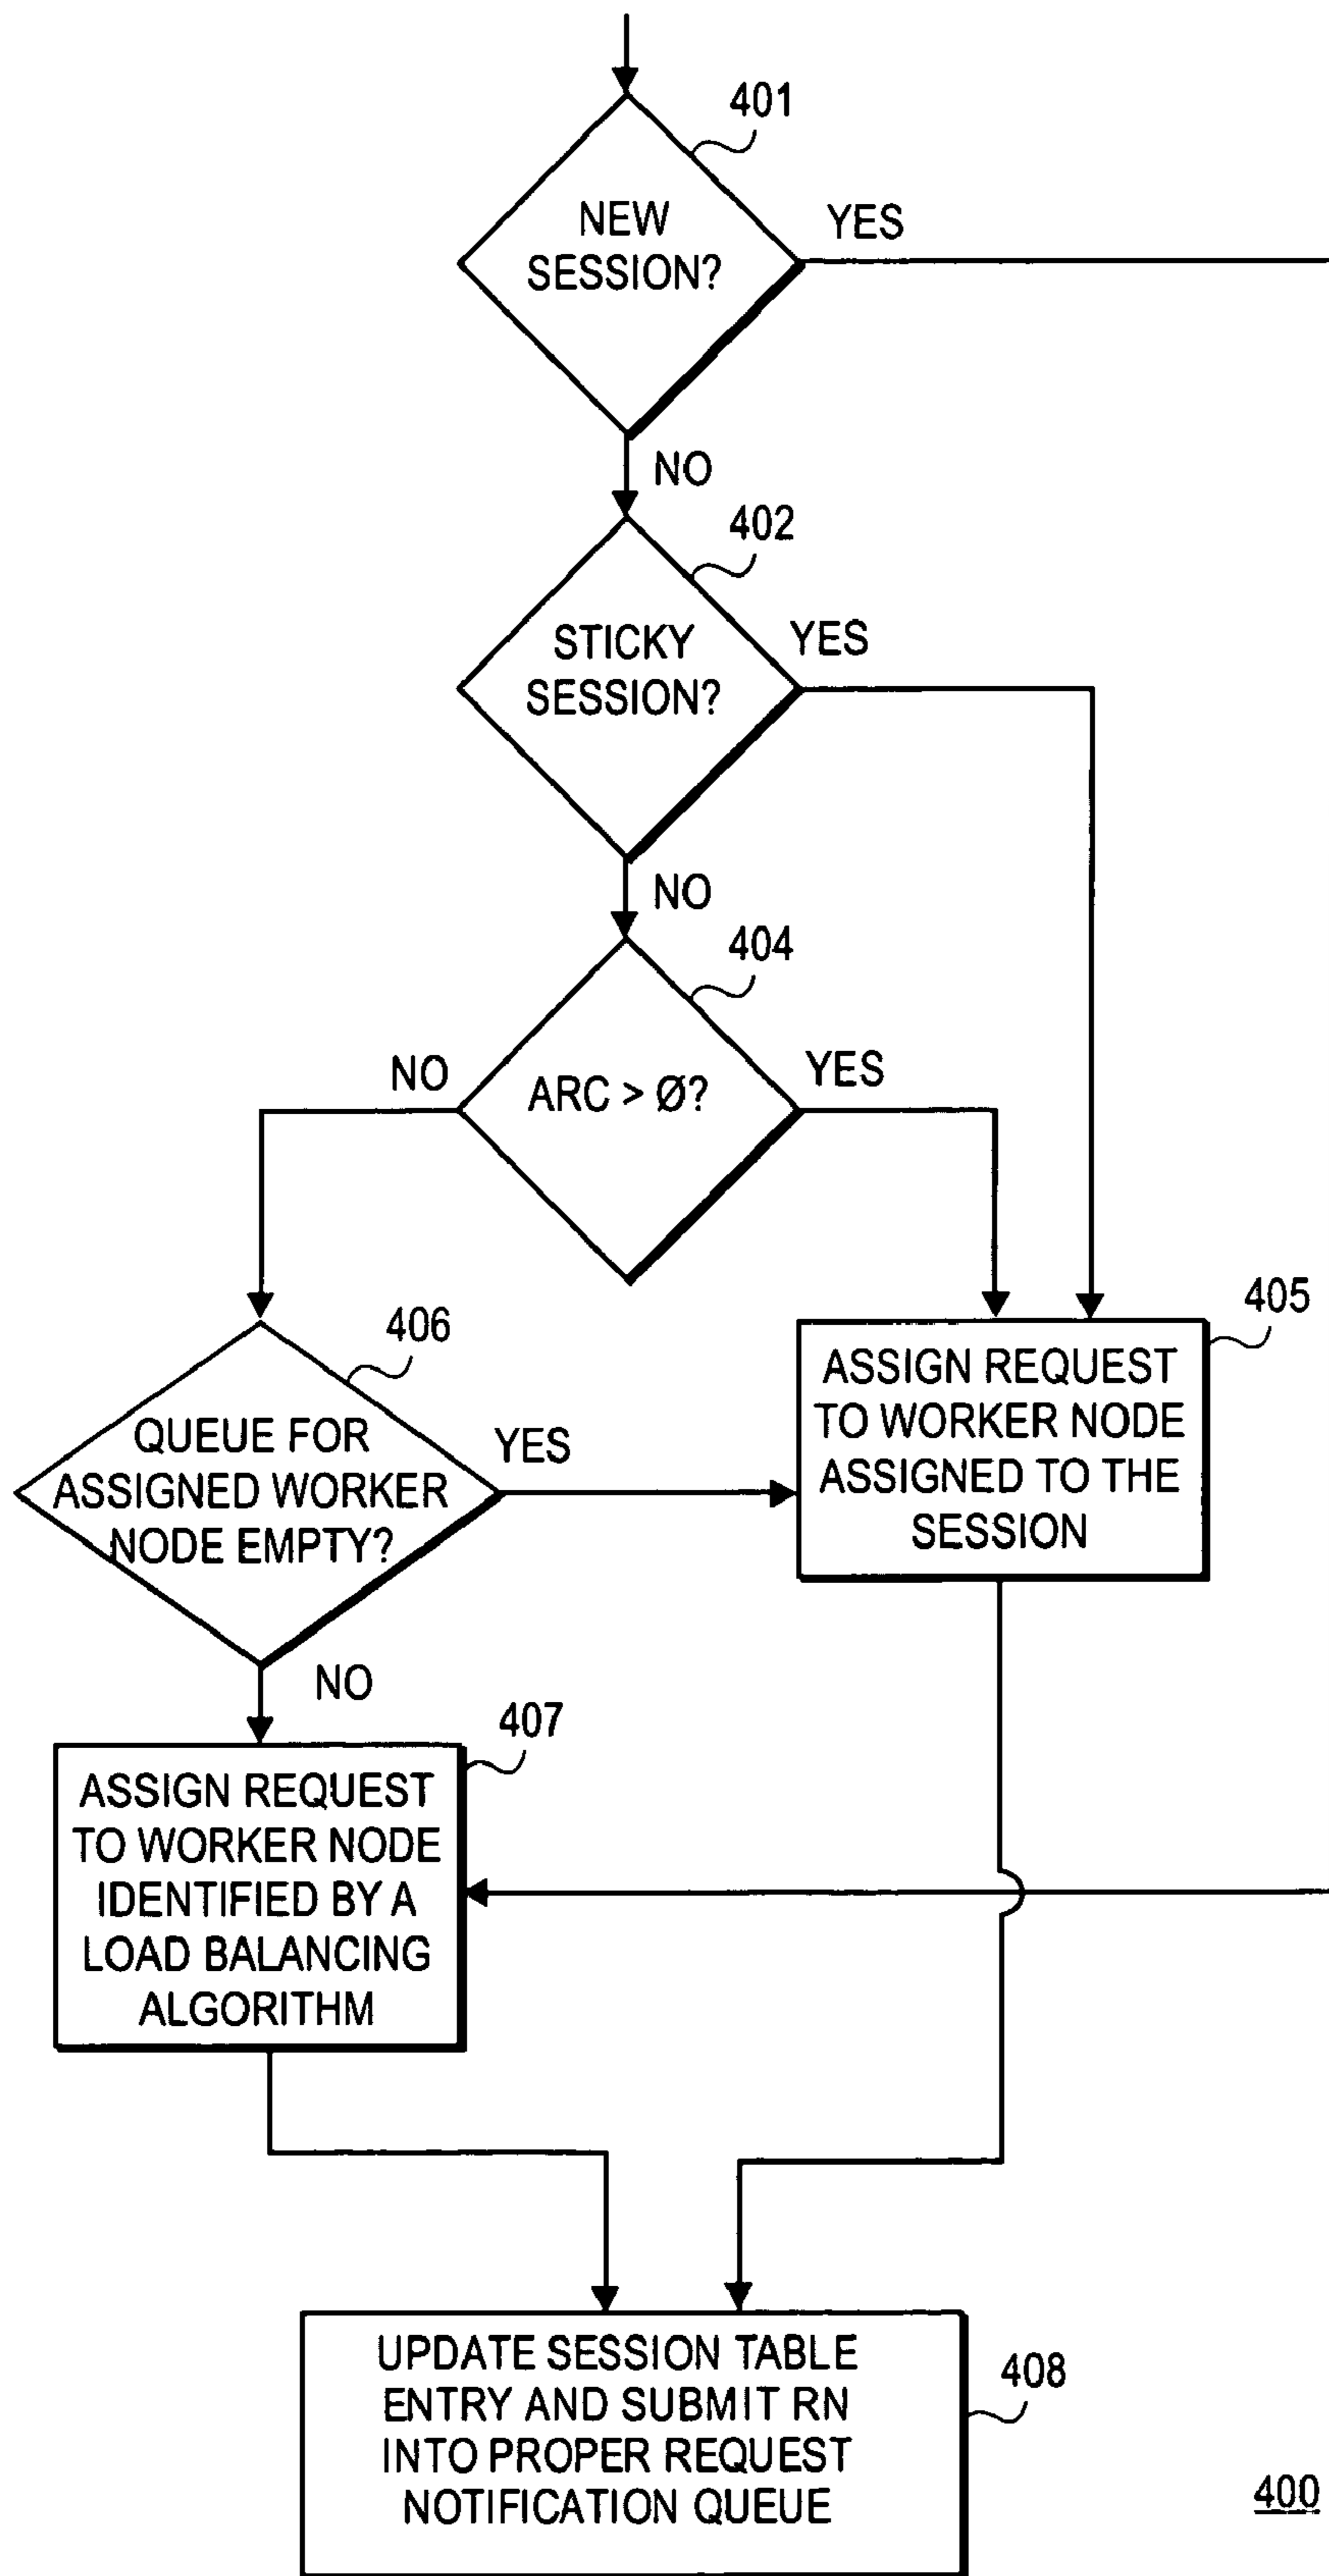 401
NEW
SESSION?
YES
NO
402
STICKY
SESSION?
YES
NO
404
ARC > Ø?
NO
YES
406
QUEUE FOR
ASSIGNED WORKER
NODE EMPTY?
YES
NO
405
ASSIGN REQUEST
TO WORKER NODE
ASSIGNED TO THE
SESSION
407
ASSIGN REQUEST
TO WORKER NODE
IDENTIFIED BY A
LOAD BALANCING
ALGORITHM
UPDATE SESSION TABLE
ENTRY AND SUBMIT RN
INTO PROPER REQUEST
NOTIFICATION QUEUE
408
400